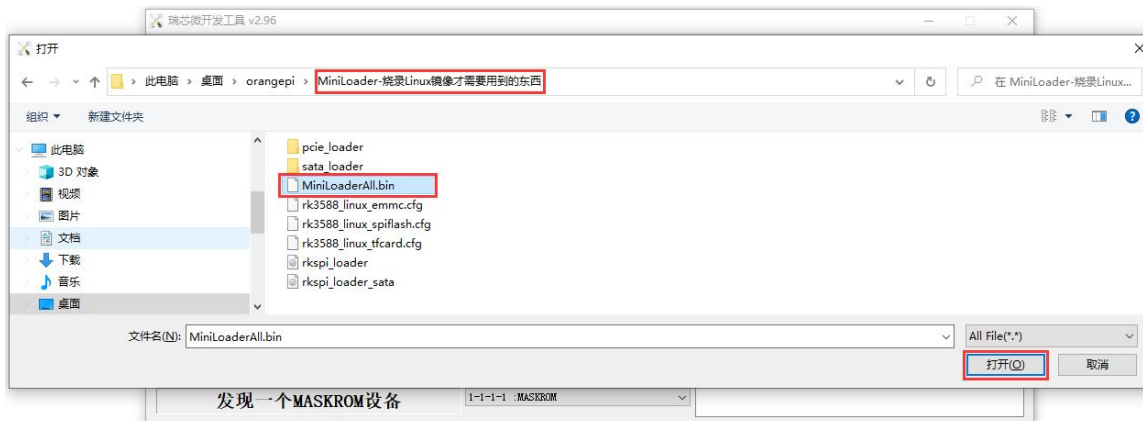 瑞芯微开发工具 v2.96
打开
此电脑 › 桌面 › orangepi › MiniLoader-烧录Linux镜像才需要用到的东西
在 MiniLoader-烧录Linux...
组织 新建文件夹
此电脑
3D 对象
视频
图片
文档
下载
音乐
桌面
pcie_loader
sata_loader
MiniLoaderAll.bin
rk3588_linux_emmc.cfg
rk3588_linux_spiflash.cfg
rk3588_linux_tfcard.cfg
rkspi_loader
rkspi_loader_sata
文件名(N): MiniLoaderAll.bin
All File(*.*)
打开(O) 取消
发现一个MASKROM设备
1-1-1-1 :MASKROM